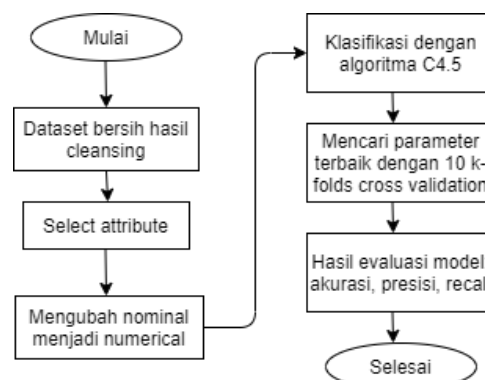 Mulai
Dataset bersih hasil
cleansing
Select attribute
Mengubah nominal
menjadi numerical
Klasifikasi dengan
algoritma C4.5
Mencari parameter
terbaik dengan 10 k-
folds cross validation
Hasil evaluasi model
akurasi, presisi, recal
Selesai